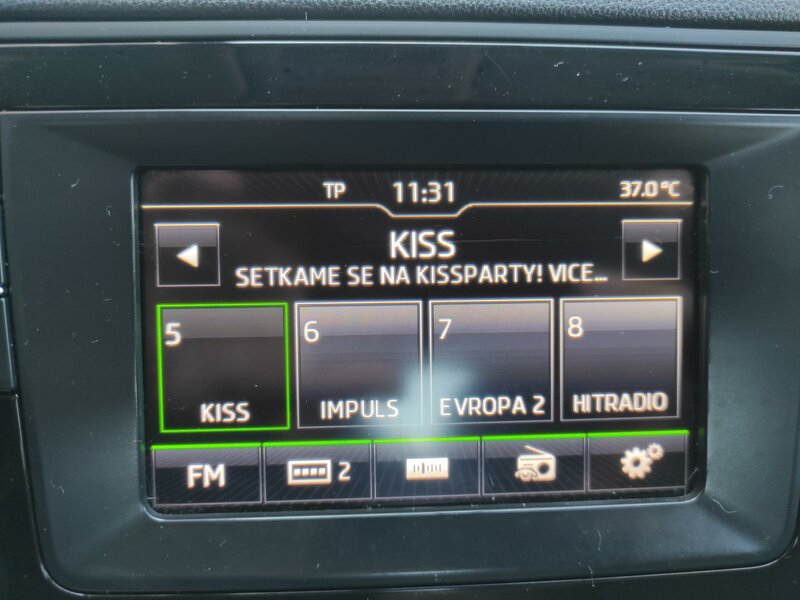 TP 11:31 37.0 °C
KISS
SETKAME SE NA KISSPARTY! VICE...
5 6 7 8
KISS IMPULS EVROPA 2 HITRADIO
FM 2